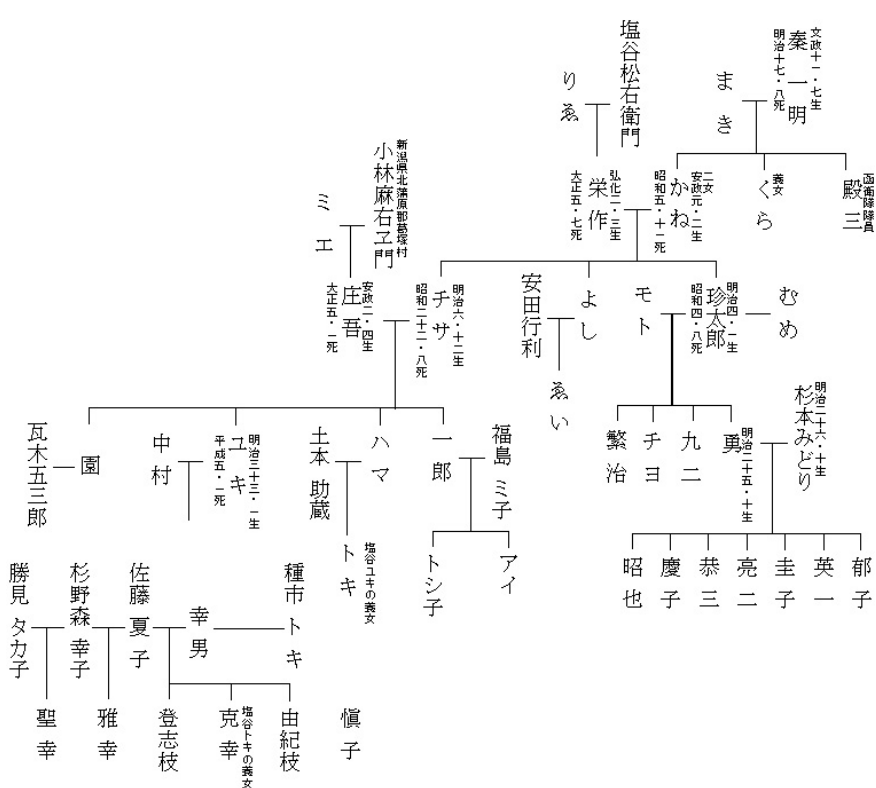 文政十一・七生
秦一明
明治十七・八死
まき
塩谷松右衛門
りゑ
函衛隊隊員
殿三
義女
くら
二女
安政元・二生
かね
昭和五・十一死
弘化二・三生
栄作
大正五・七死
新潟県北蒲原郡葛塚村
小林麻右ヱ門
ミエ
むめ
明治四・一生
珍太郎
昭和四・八死
モト
よし
安田行利
ゑい
明治六・十二生
チサ
昭和二十二・八死
安政二・四生
庄吾
大正五・一死
明治二十六・十生
杉本みどり
勇
明治二十五・十生
九二
チヨ
繁治
福島 ミ子
一郎
ハマ
土本 助蔵
明治三十三・一生
ユキ
平成五・一死
中村
園
瓦木五三郎
郁子
英一
圭子
亮二
恭三
慶子
昭也
アイ
トシ子
塩谷ユキの義女
トキ
種市トキ
幸男
佐藤 夏子
杉野森 幸子
勝見 タカ子
愼子
由紀枝
塩谷トキの義女
克幸
登志枝
雅幸
聖幸